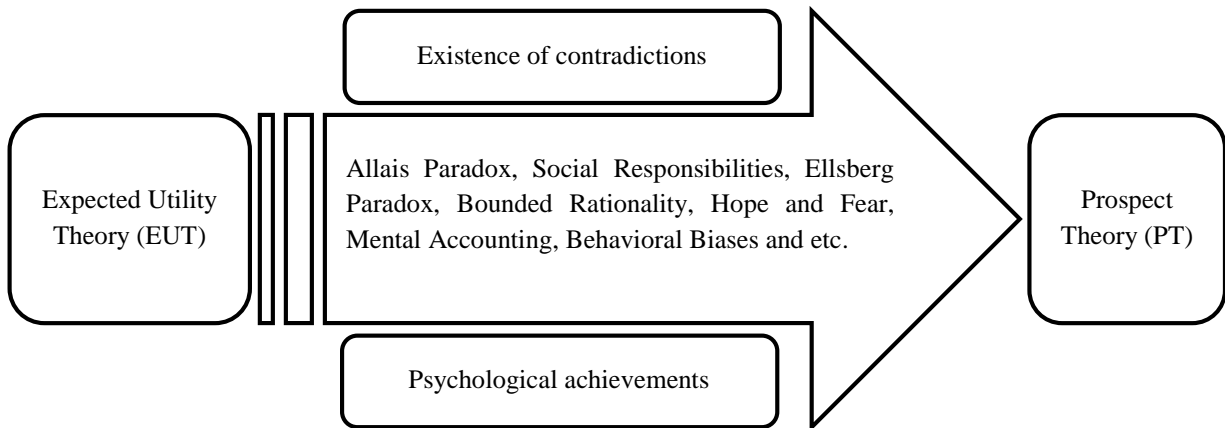 Existence of contradictions
Expected Utility
Theory (EUT)
Allais Paradox, Social Responsibilities, Ellsberg
Paradox, Bounded Rationality, Hope and Fear,
Mental Accounting, Behavioral Biases and etc.
Prospect
Theory (PT)
Psychological achievements